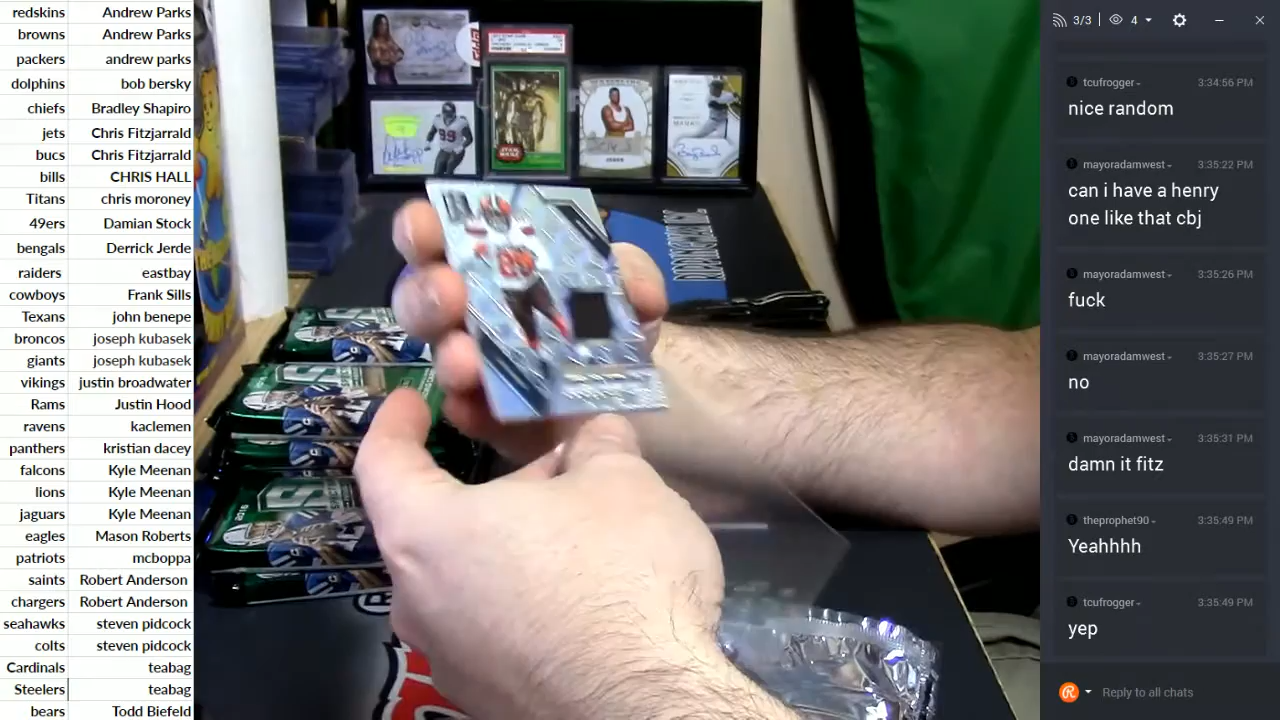 redskins Andrew Parks
browns Andrew Parks
packers andrew parks
dolphins bob bersky
chiefs Bradley Shapiro
jets Chris Fitzjarrald
bucs Chris Fitzjarrald
bills CHRIS HALL
Titans chris moroney
49ers Damian Stock
bengals Derrick Jerde
raiders eastbay
cowboys Frank Sills
Texans john benepe
broncos joseph kubasek
giants joseph kubasek
vikings justin broadwater
Rams Justin Hood
ravens kaclemen
panthers kristian dacey
falcons Kyle Meenan
lions Kyle Meenan
jaguars Kyle Meenan
eagles Mason Roberts
patriots mcboppa
saints Robert Anderson
chargers Robert Anderson
seahawks steven pidcock
colts steven pidcock
Cardinals teabag
Steelers teabag
bears Todd Biefeld
STAR WARS
99
3/3 4
tcufrogger 3:34:56 PM
nice random
mayoradamwest 3:35:22 PM
can i have a henry
one like that cbj
mayoradamwest 3:35:26 PM
fuck
mayoradamwest 3:35:27 PM
no
mayoradamwest 3:35:31 PM
damn it fitz
theprophet90 3:35:49 PM
Yeahhhh
tcufrogger 3:35:49 PM
yep
Reply to all chats